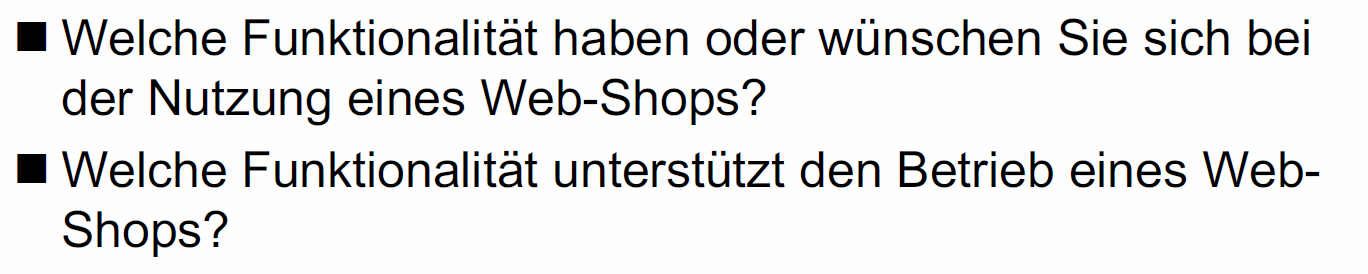 ■ Welche Funktionalität haben oder wünschen Sie sich bei
der Nutzung eines Web-Shops?
■ Welche Funktionalität unterstützt den Betrieb eines Web-
Shops?